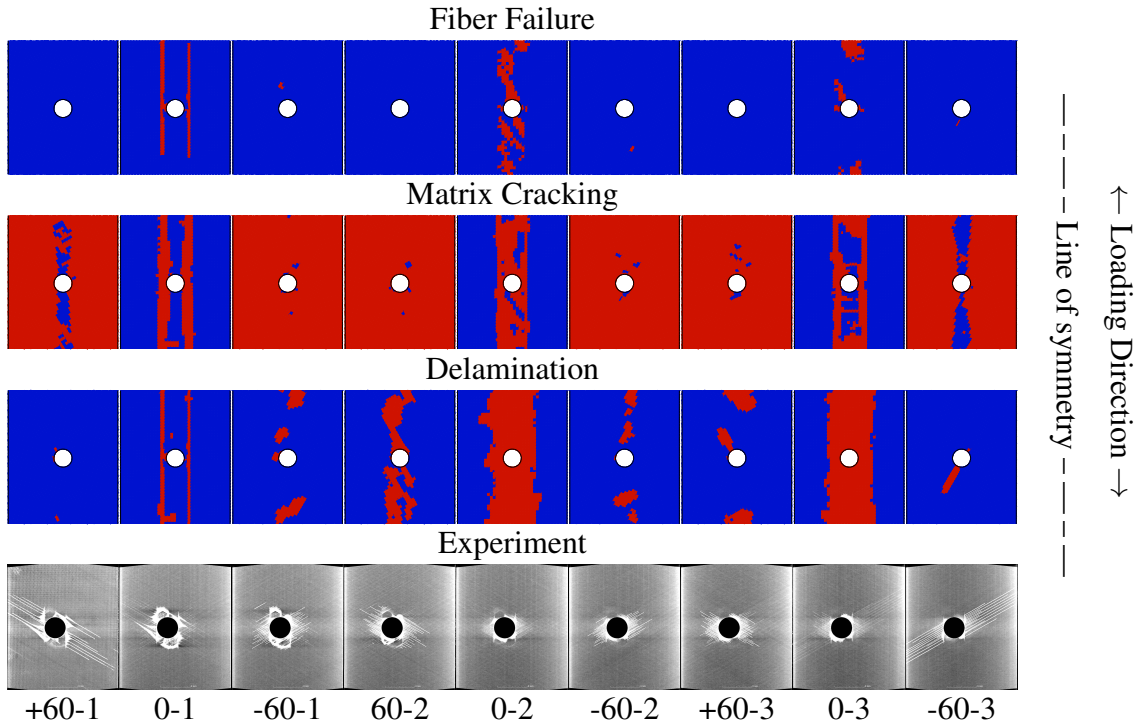 Fiber Failure
Matrix Cracking
Delamination
Experiment
+60-1 0-1 -60-1 60-2 0-2 -60-2 +60-3 0-3 -60-3
Line of symmetry
← Loading Direction →